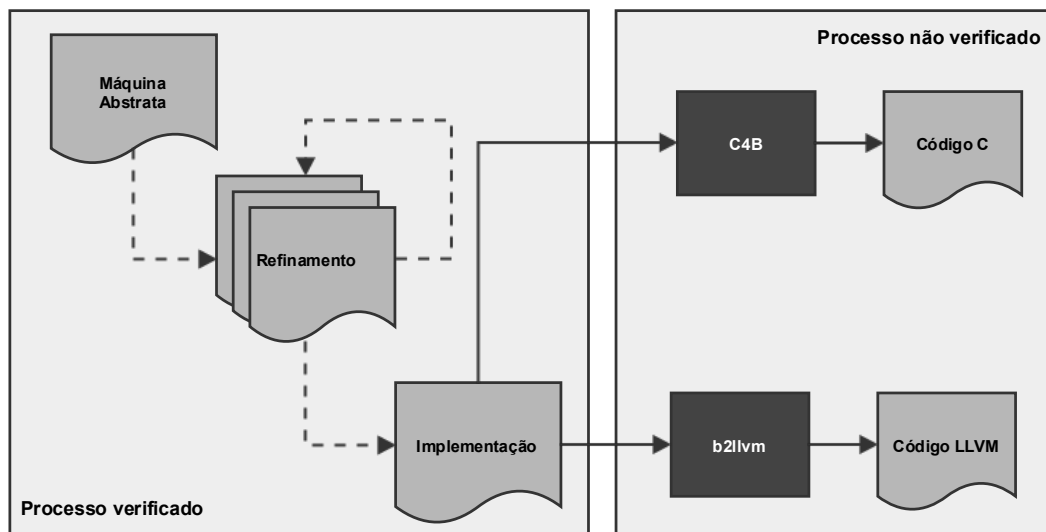 Processo não verificado
Máquina
Abstrata
C4B
Código C
Refinamento
Implementação
b2llvm
Código LLVM
Processo verificado